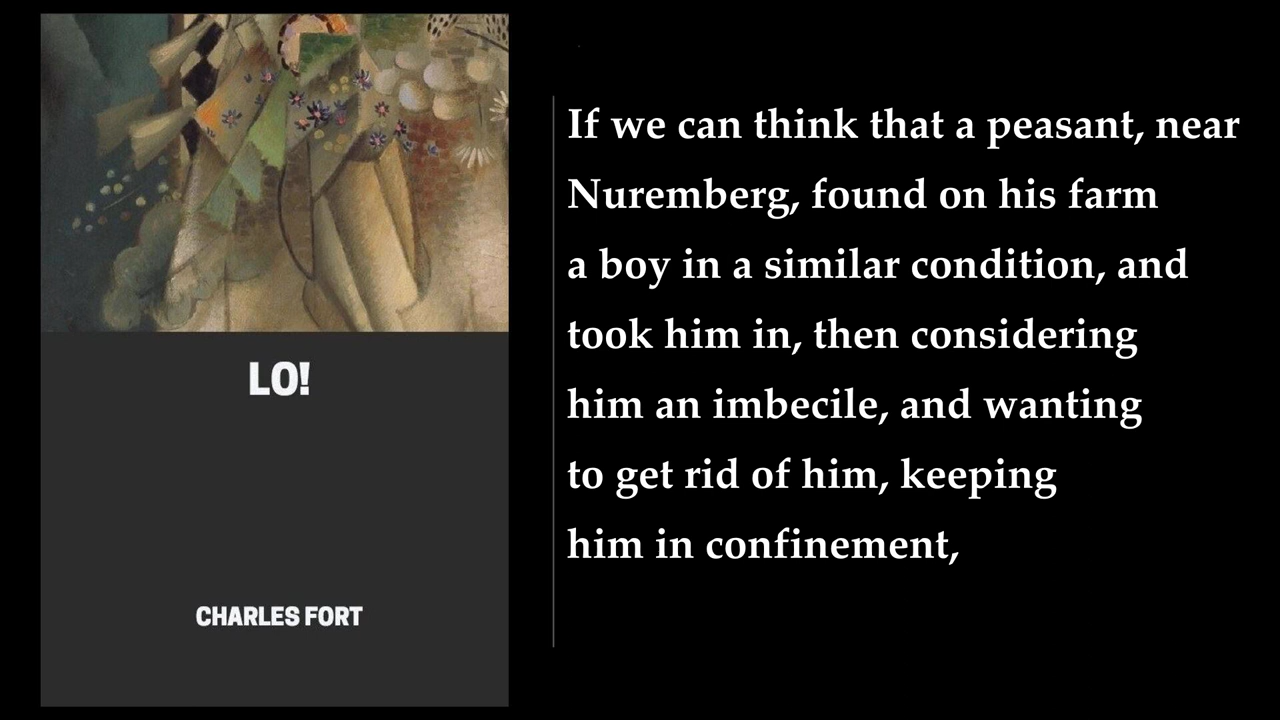 LO!
CHARLES FORT
If we can think that a peasant, near
Nuremberg, found on his farm
a boy in a similar condition, and
took him in, then considering
him an imbecile, and wanting
to get rid of him, keeping
him in confinement,